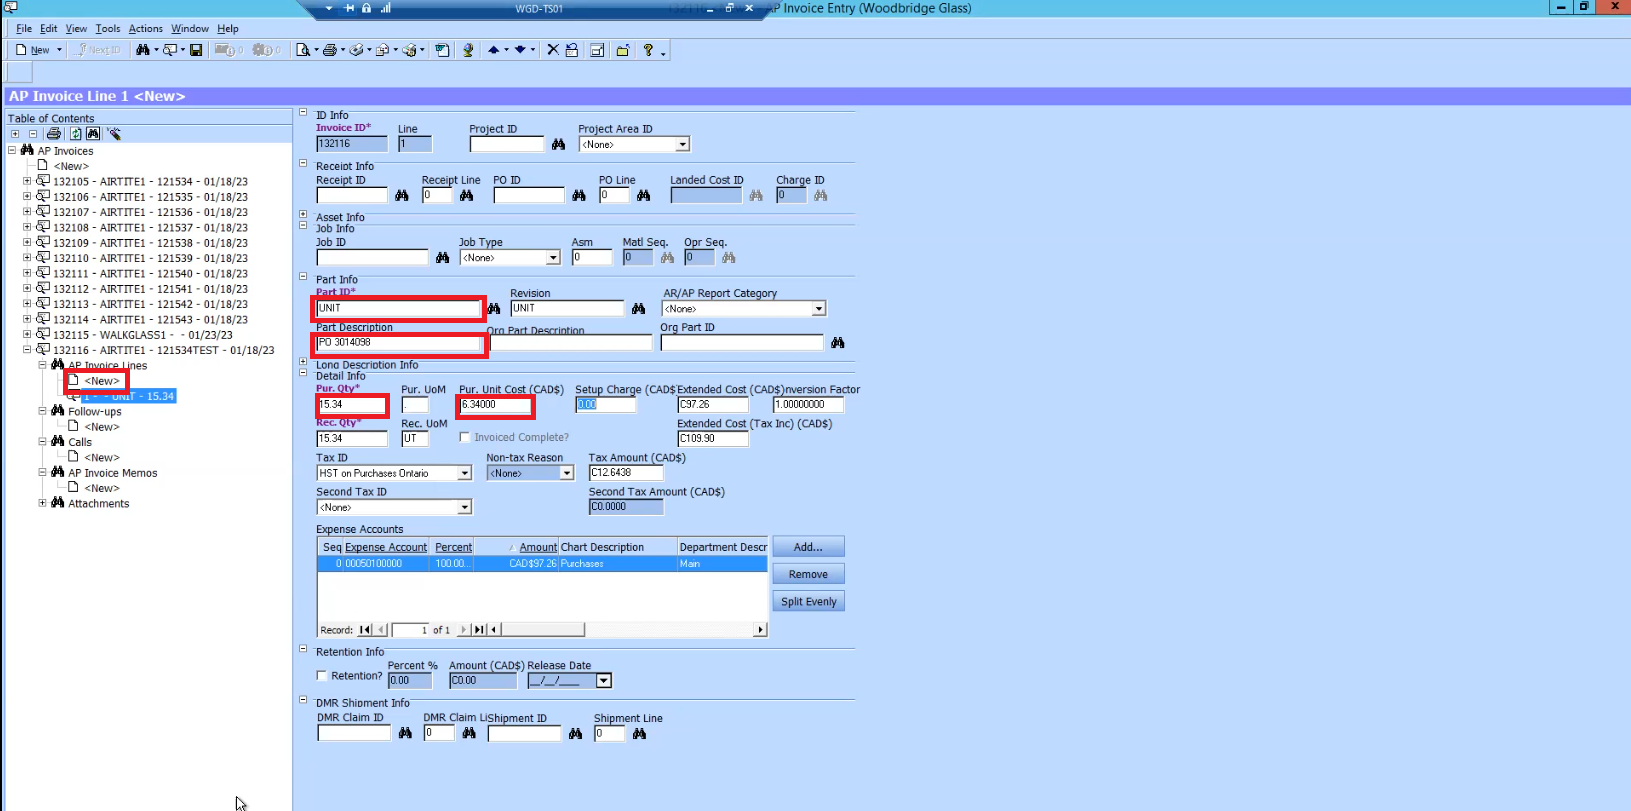 WGD-TS01
AP Invoice Entry (Woodbridge Glass)
File Edit View Tools Actions Window Help
New Next ID 0 0
AP Invoice Line 1 <New>
Table of Contents
AP Invoices
<New>
132105 - AIRTITE1 - 121534 - 01/18/23
132106 - AIRTITE1 - 121535 - 01/18/23
132107 - AIRTITE1 - 121536 - 01/18/23
132108 - AIRTITE1 - 121537 - 01/18/23
132109 - AIRTITE1 - 121538 - 01/18/23
132110 - AIRTITE1 - 121539 - 01/18/23
132111 - AIRTITE1 - 121540 - 01/18/23
132112 - AIRTITE1 - 121541 - 01/18/23
132113 - AIRTITE1 - 121542 - 01/18/23
132114 - AIRTITE1 - 121543 - 01/18/23
132115 - WALKGLASS1 - - 01/23/23
132116 - AIRTITE1 - 121534TEST - 01/18/23
AP Invoice Lines
<New>
1 - - UNIT - 15.34
Follow-ups
<New>
Calls
<New>
AP Invoice Memos
<New>
Attachments
ID Info
Invoice ID* Line Project ID Project Area ID
132116 1 <None>
Receipt Info
Receipt ID Receipt Line PO ID PO Line Landed Cost ID Charge ID
0 0 0
Asset Info
Job Info
Job ID Job Type Asm Matl Seq. Opr Seq.
<None> 0 0 0
Part Info
Part ID* Revision AR/AP Report Category
UNIT UNIT <None>
Part Description Org Part Description Org Part ID
PO 3014098
Long Description Info
Detail Info
Pur. Qty* Pur. UoM Pur. Unit Cost (CAD$) Setup Charge (CAD$ Extended Cost (CAD$) nversion Factor
15.34 . 6.34000 0.00 C97.26 1.00000000
Rec. Qty* Rec. UoM Extended Cost (Tax Inc) (CAD$)
15.34 UT Invoiced Complete? C109.90
Tax ID Non-tax Reason Tax Amount (CAD$)
HST on Purchases Ontario <None> C12.6438
Second Tax ID Second Tax Amount (CAD$)
<None> C0.0000
Expense Accounts
Seq Expense Account Percent Amount Chart Description Department Descr Add...
0 00050100000 100.00... CAD$97.26 Purchases Main
Remove
Split Evenly
Record: 1 of 1
Retention Info
Percent % Amount (CAD$) Release Date
Retention? 0.00 C0.00 __/__/____
DMR Shipment Info
DMR Claim ID DMR Claim Li Shipment ID Shipment Line
0 0